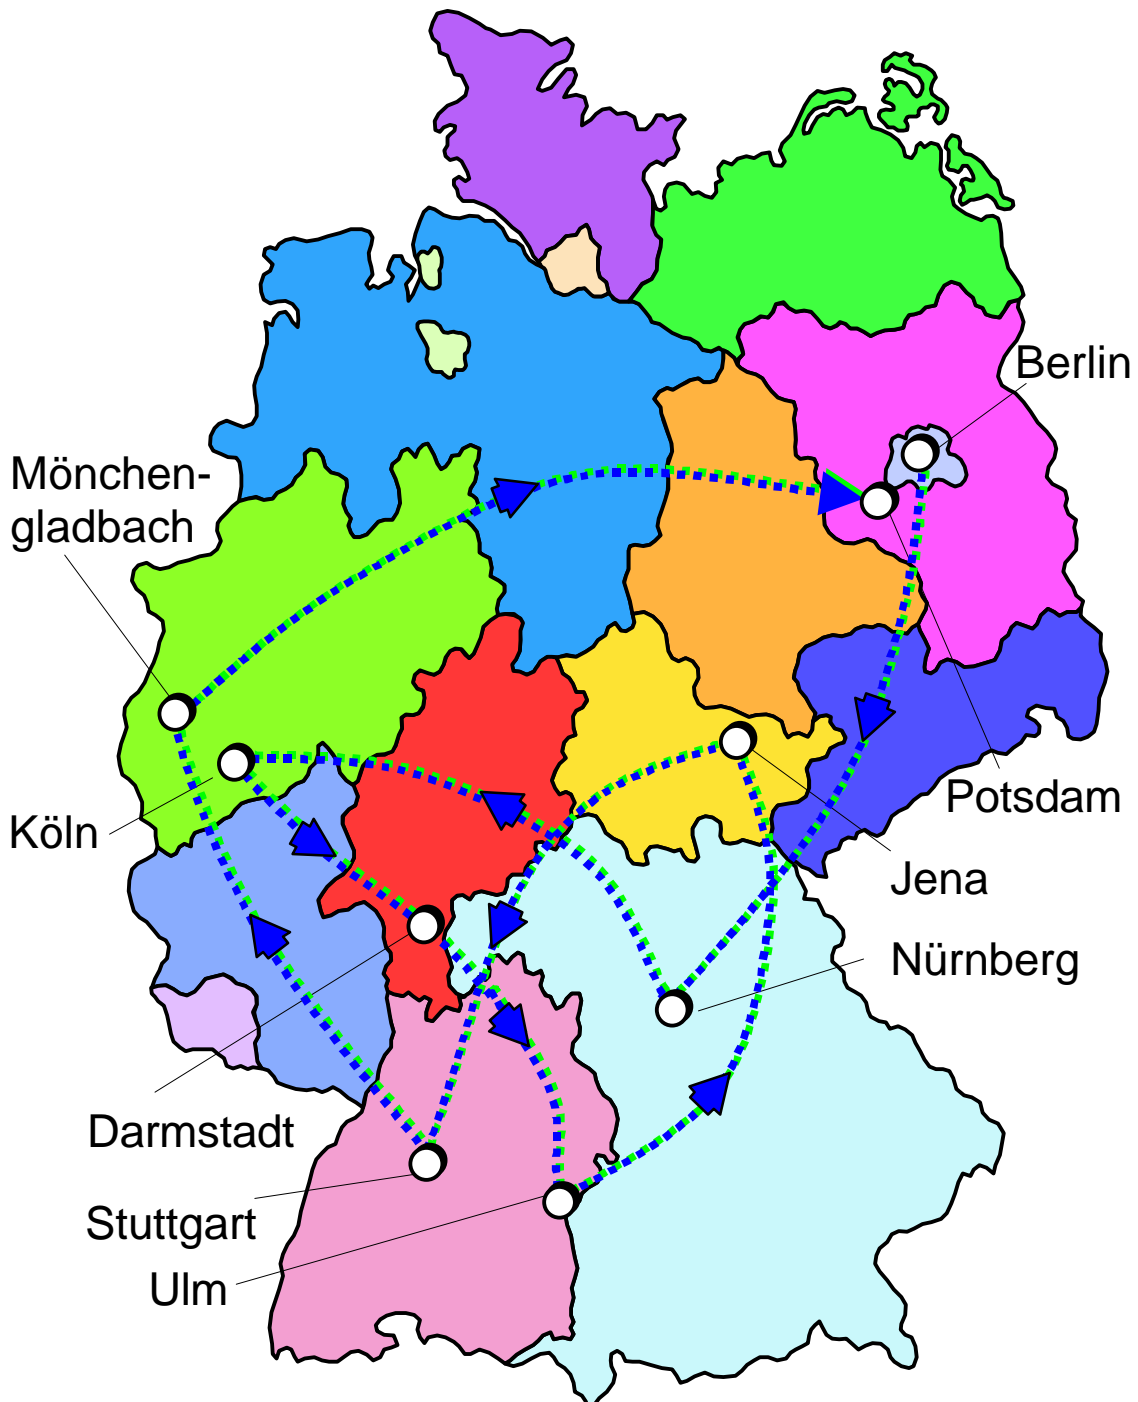 Berlin
Mönchen-
gladbach
Potsdam
Köln
Jena
Nürnberg
Darmstadt
Stuttgart
Ulm